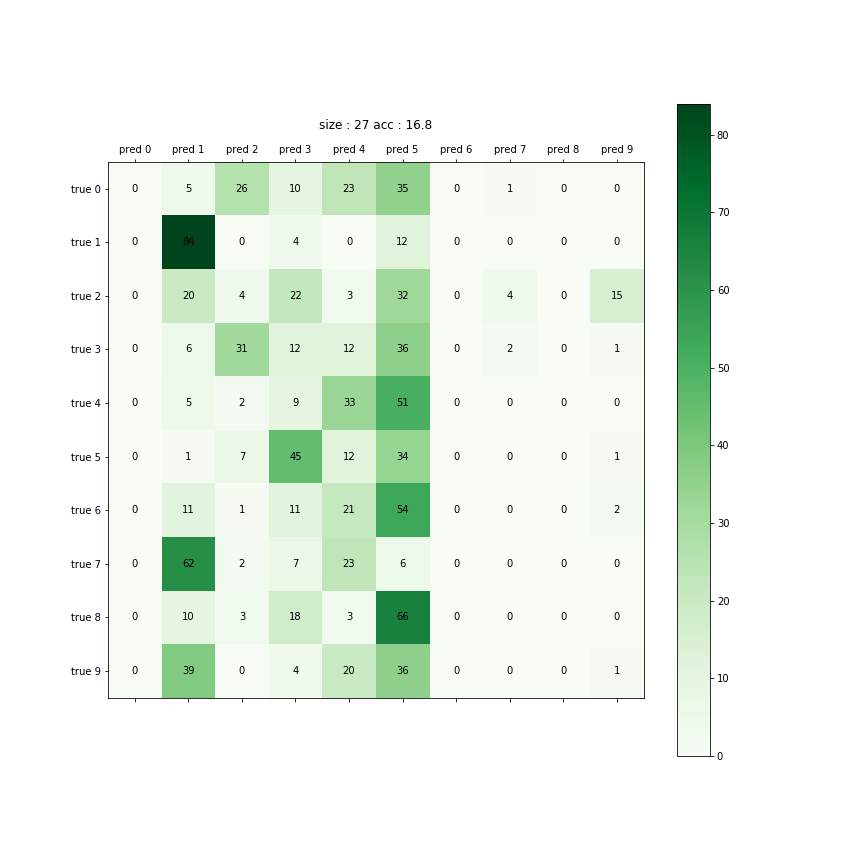 size : 27 acc : 16.8
pred 0 pred 1 pred 2 pred 3 pred 4 pred 5 pred 6 pred 7 pred 8 pred 9
true 0 0 5 26 10 23 35 0 1 0 0
true 1 0 84 0 4 0 12 0 0 0 0
true 2 0 20 4 22 3 32 0 4 0 15
true 3 0 6 31 12 12 36 0 2 0 1
true 4 0 5 2 9 33 51 0 0 0 0
true 5 0 1 7 45 12 34 0 0 0 1
true 6 0 11 1 11 21 54 0 0 0 2
true 7 0 62 2 7 23 6 0 0 0 0
true 8 0 10 3 18 3 66 0 0 0 0
true 9 0 39 0 4 20 36 0 0 0 1
80
70
60
50
40
30
20
10
0